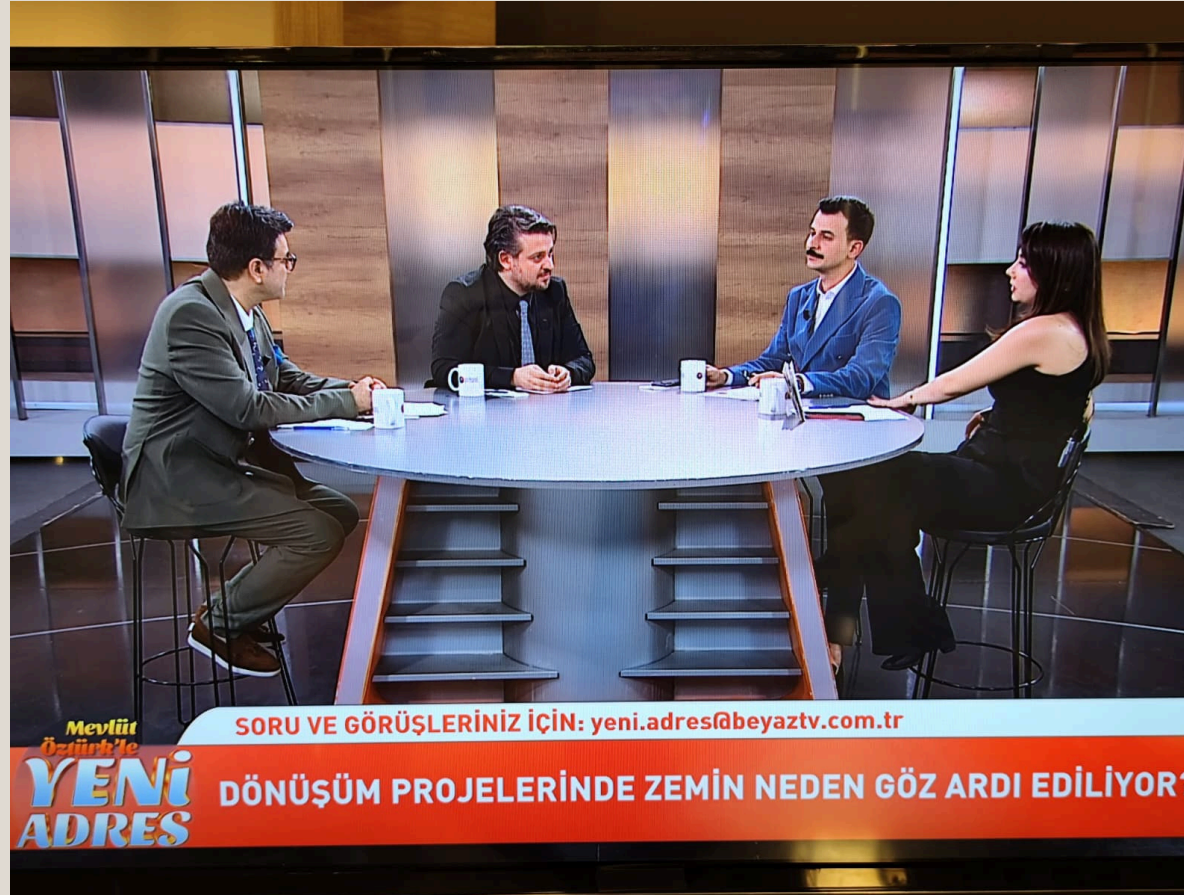 SORU VE GÖRÜŞLERİNİZ İÇİN: yeni.adres@beyaztv.com.tr
Mevlüt
Öztürk'le
YENİ
ADRES
DÖNÜŞÜM PROJELERİNDE ZEMİN NEDEN GÖZ ARDI EDİLİYOR?